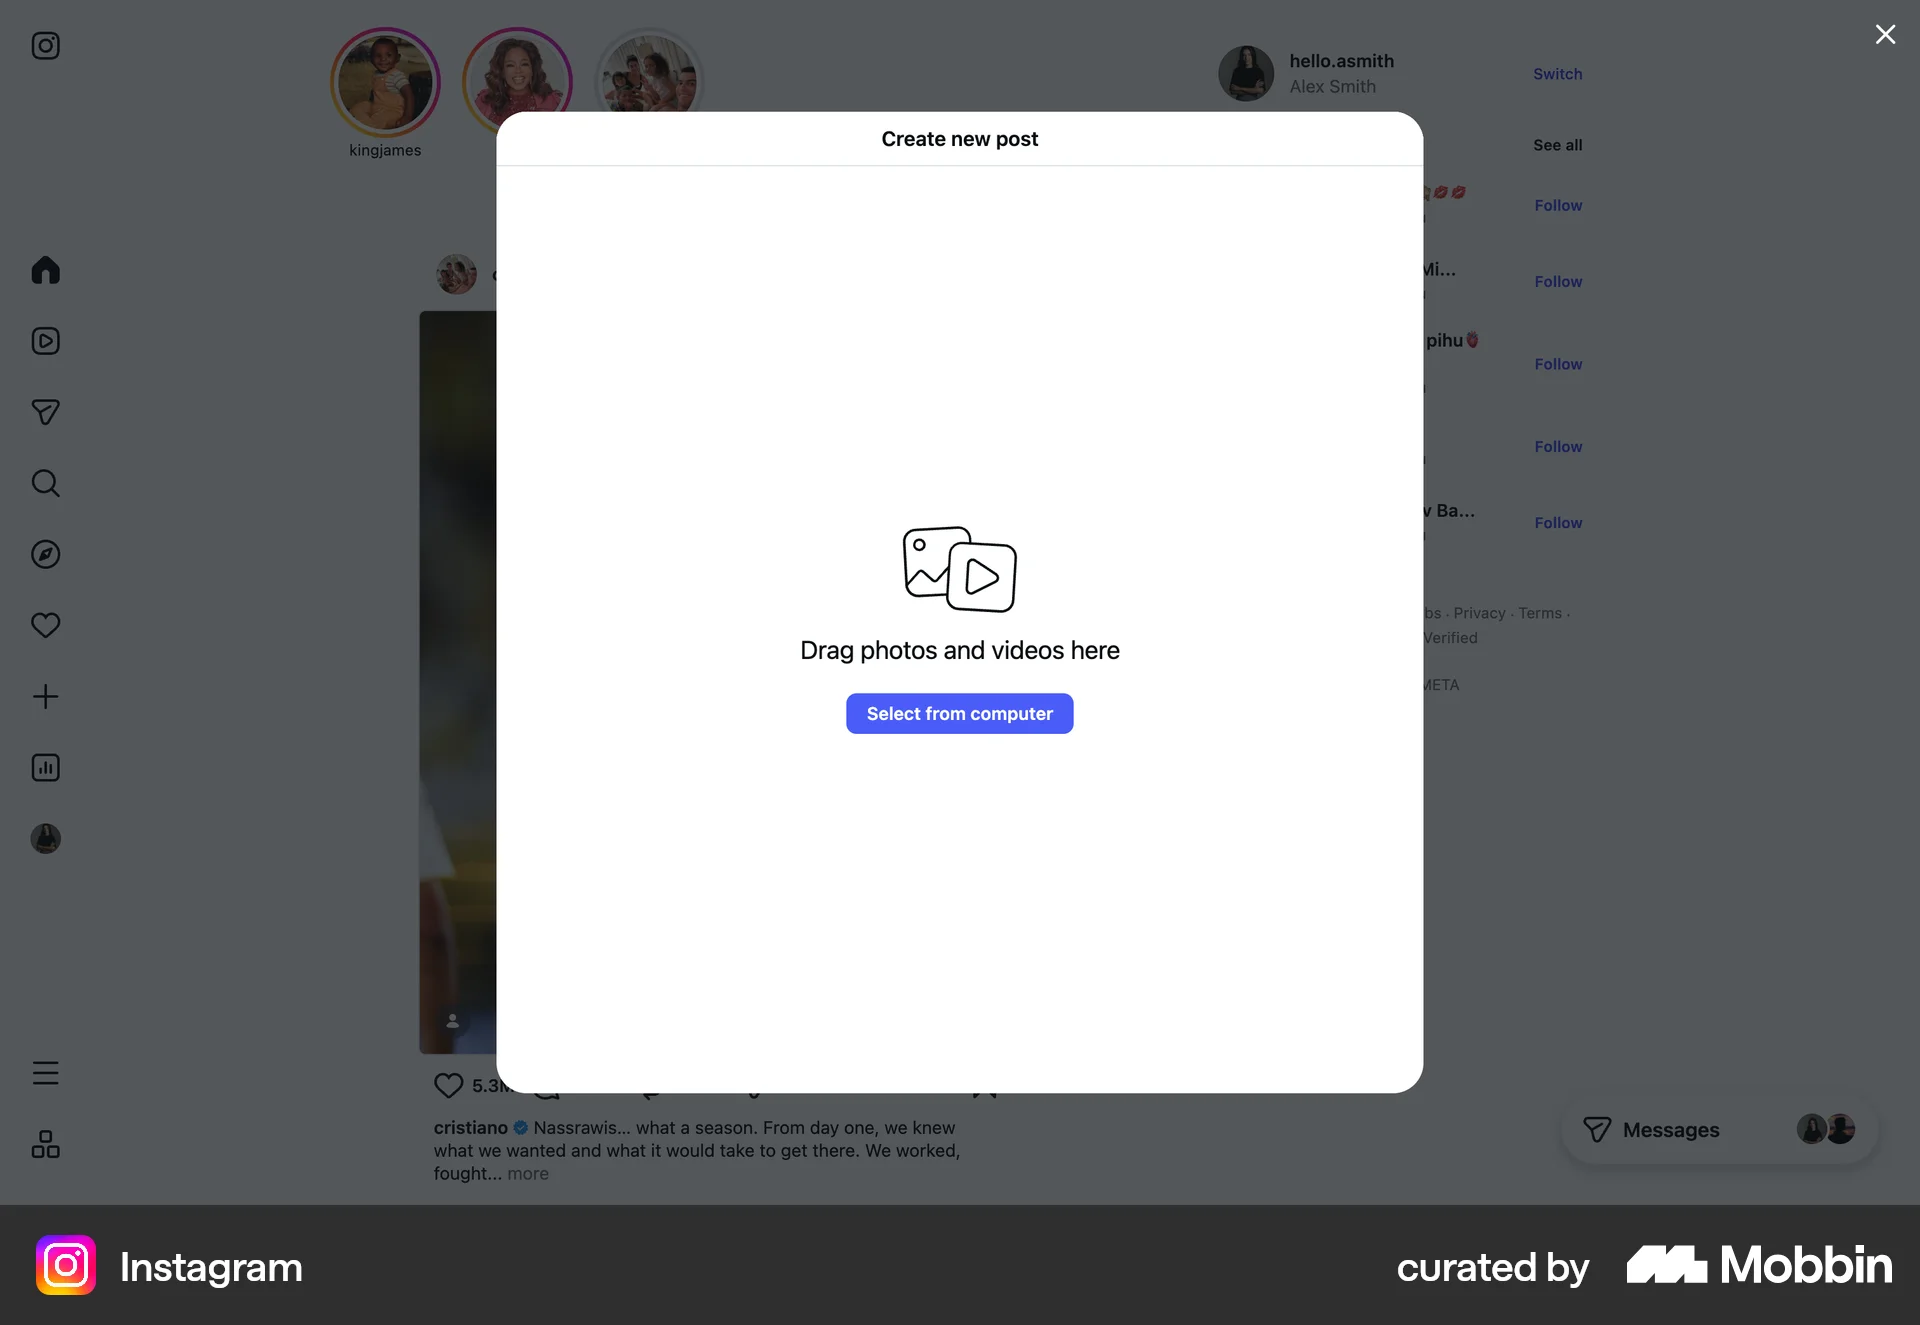 hello.asmith
Alex Smith
Switch
kingjames
Create new post
See all
Follow
Mi...
Follow
pihu
Follow
Follow
v Ba...
Follow
Drag photos and videos here
Select from computer
bs · Privacy · Terms ·
Verified
META
5.3M
cristiano Nassrawis... what a season. From day one, we knew
what we wanted and what it would take to get there. We worked,
fought... more
Messages
Instagram
curated by Mobbin